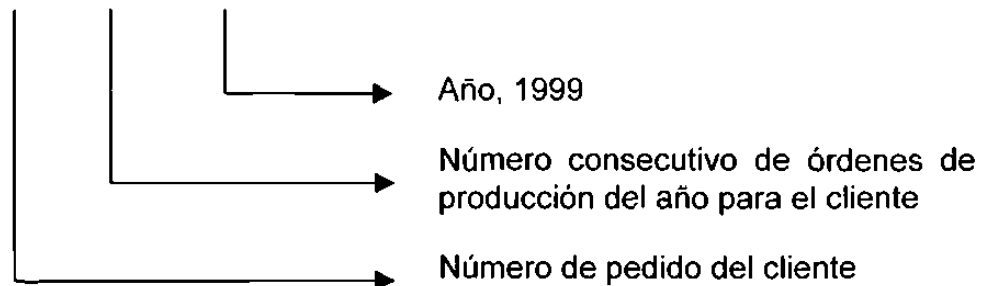 Año, 1999
Número consecutivo de órdenes de
producción del año para el cliente
Número de pedido del cliente